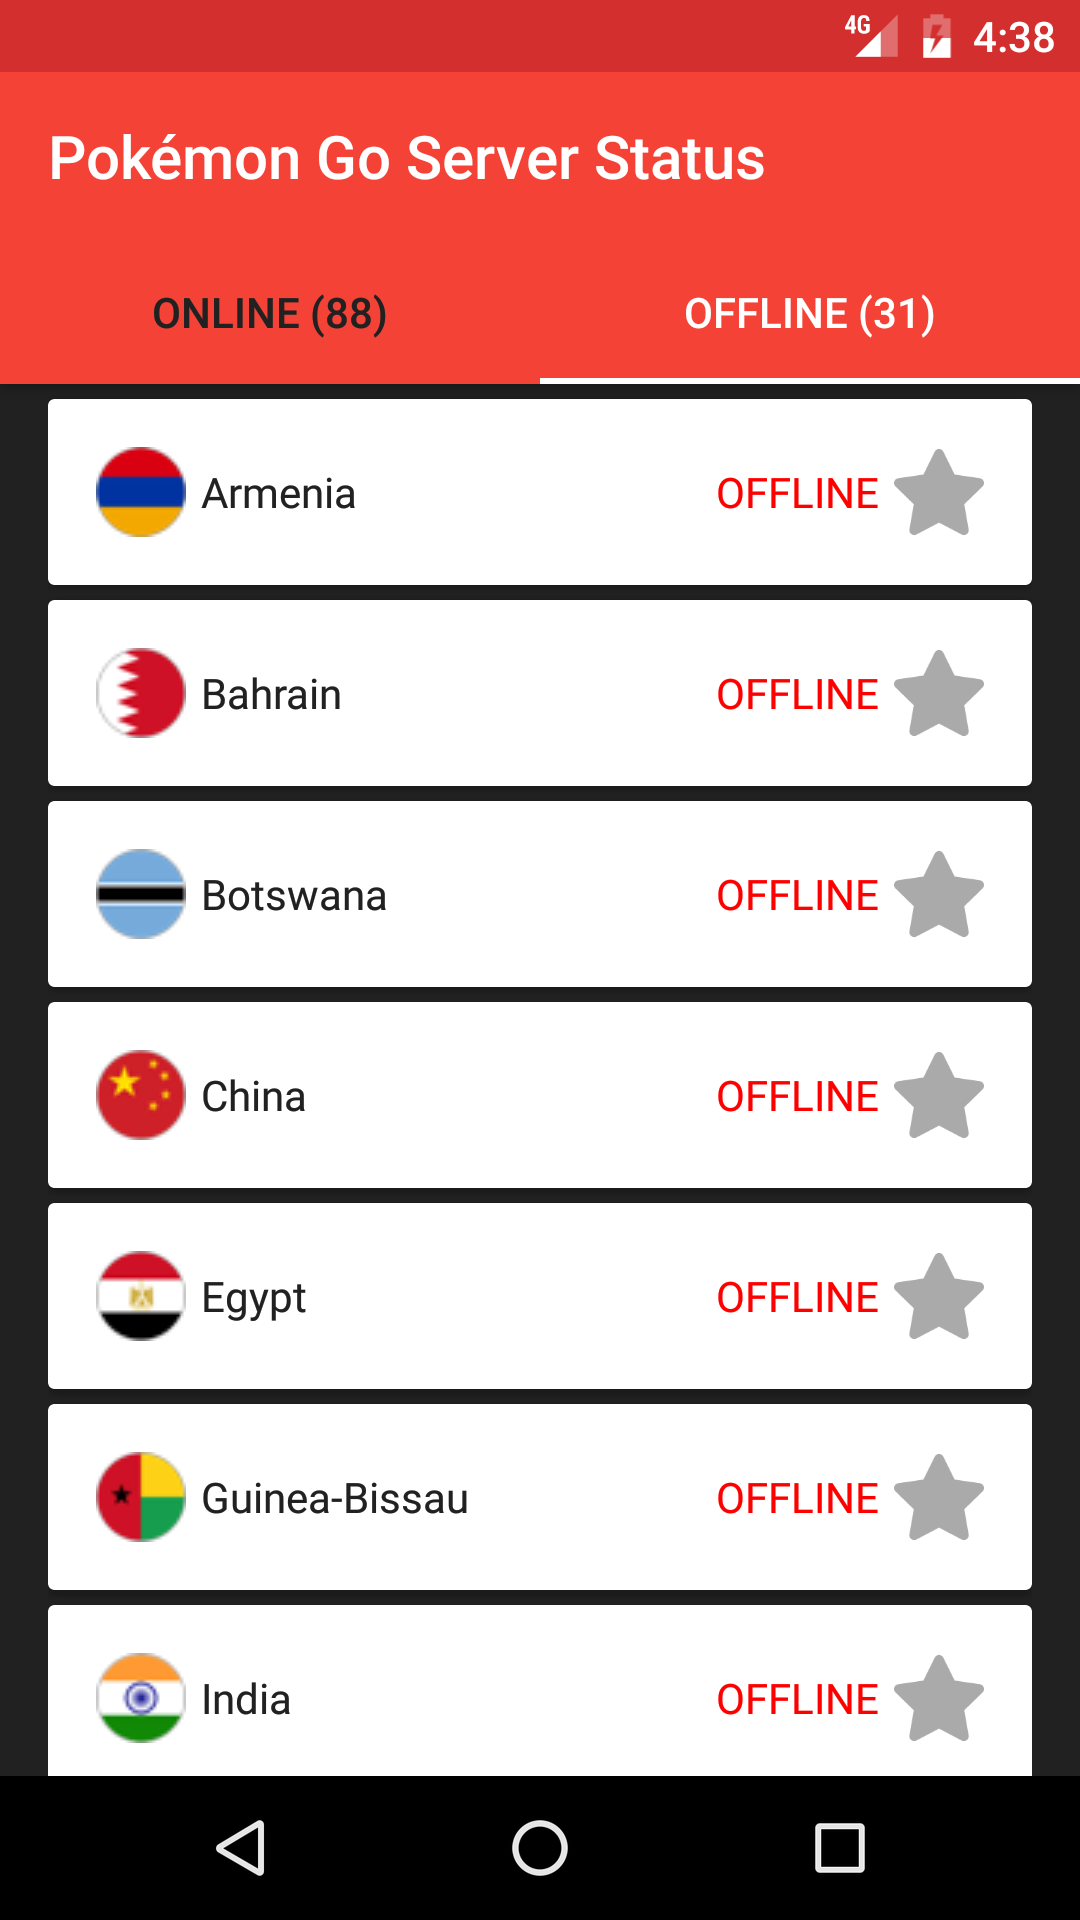 4G 4:38
Pokémon Go Server Status
ONLINE (88) OFFLINE (31)
Armenia OFFLINE
Bahrain OFFLINE
Botswana OFFLINE
China OFFLINE
Egypt OFFLINE
Guinea-Bissau OFFLINE
India OFFLINE